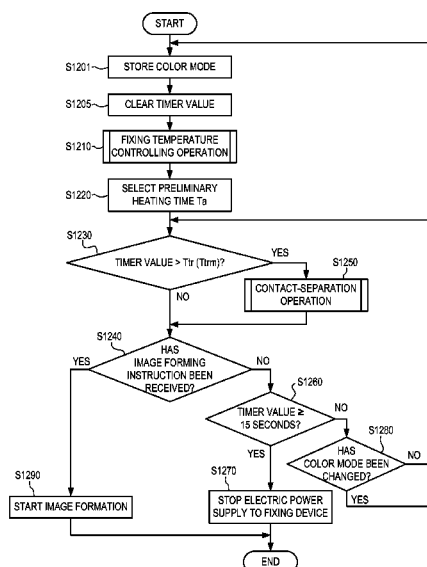 START
S1201
STORE COLOR MODE
S1205
CLEAR TIMER VALUE
S1210
FIXING TEMPERATURE
CONTROLLING OPERATION
S1220
SELECT PRELIMINARY
HEATING TIME Ta
S1230
TIMER VALUE > Ttr (Ttrm)?
YES
S1250
CONTACT-SEPARATION
OPERATION
NO
S1240
YES
HAS
IMAGE FORMING
INSTRUCTION BEEN
RECEIVED?
NO
S1260
TIMER VALUE ≥
15 SECONDS?
NO
S1280
YES
HAS
COLOR MODE BEEN
CHANGED?
NO
YES
S1290
START IMAGE FORMATION
S1270
STOP ELECTRIC POWER
SUPPLY TO FIXING DEVICE
END